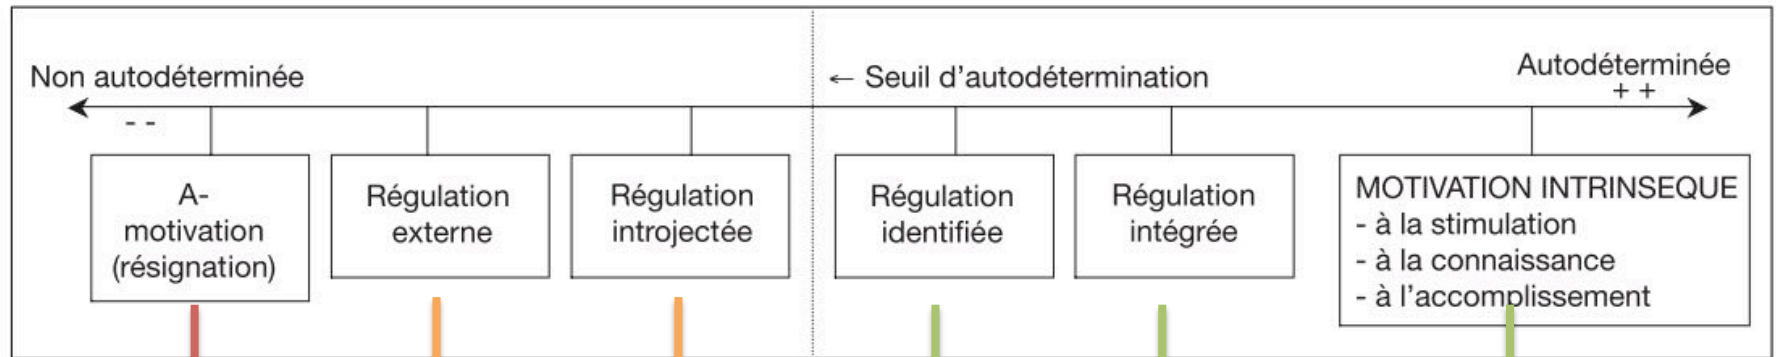 Non autodéterminée
← Seuil d'autodétermination
Autodéterminée
- -
+ +
A-
motivation
(résignation)
Régulation
externe
Régulation
introjectée
Régulation
identifiée
Régulation
intégrée
MOTIVATION INTRINSEQUE
- à la stimulation
- à la connaissance
- à l'accomplissement